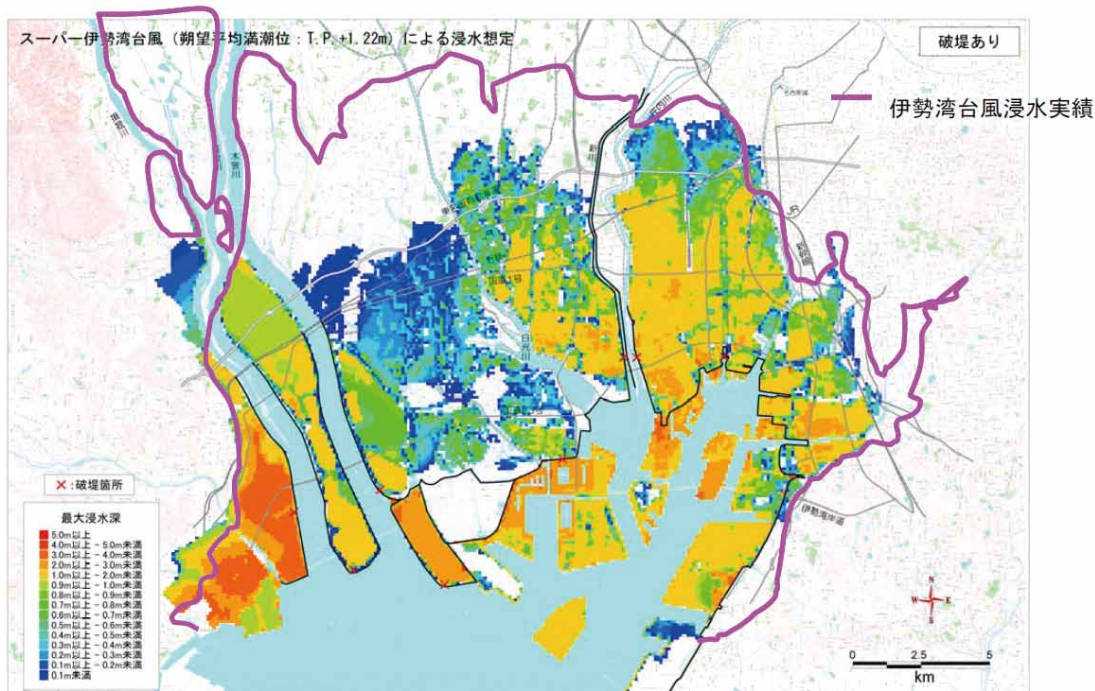 スーパー伊勢湾台風（朔望平均満潮位：T.P.+1.22m）による浸水想定
破堤あり
伊勢湾台風浸水実績
揖斐川
木曽川
庄内川
新川
国道1号
日光川
JR
伊勢湾岸道
×：破堤箇所
最大浸水深
5.0m以上
4.0m以上 - 5.0m未満
3.0m以上 - 4.0m未満
2.0m以上 - 3.0m未満
1.0m以上 - 2.0m未満
0.9m以上 - 1.0m未満
0.8m以上 - 0.9m未満
0.7m以上 - 0.8m未満
0.6m以上 - 0.7m未満
0.5m以上 - 0.6m未満
0.4m以上 - 0.5m未満
0.3m以上 - 0.4m未満
0.2m以上 - 0.3m未満
0.1m以上 - 0.2m未満
0.1m未満
N
W E
S
0 2.5 5
km